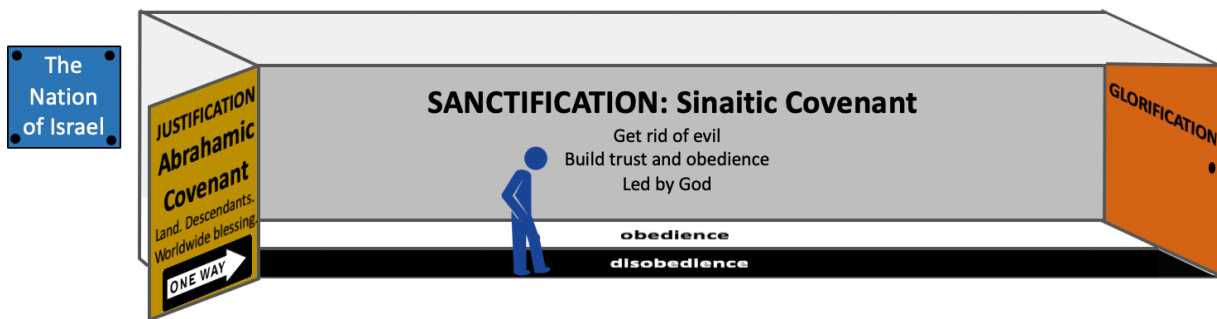 The
Nation
of Israel
JUSTIFICATION
Abrahamic
Covenant
Land. Descendants.
Worldwide blessing.
ONE WAY
SANCTIFICATION: Sinaitic Covenant
Get rid of evil
Build trust and obedience
Led by God
obedience
disobedience
GLORIFICATION